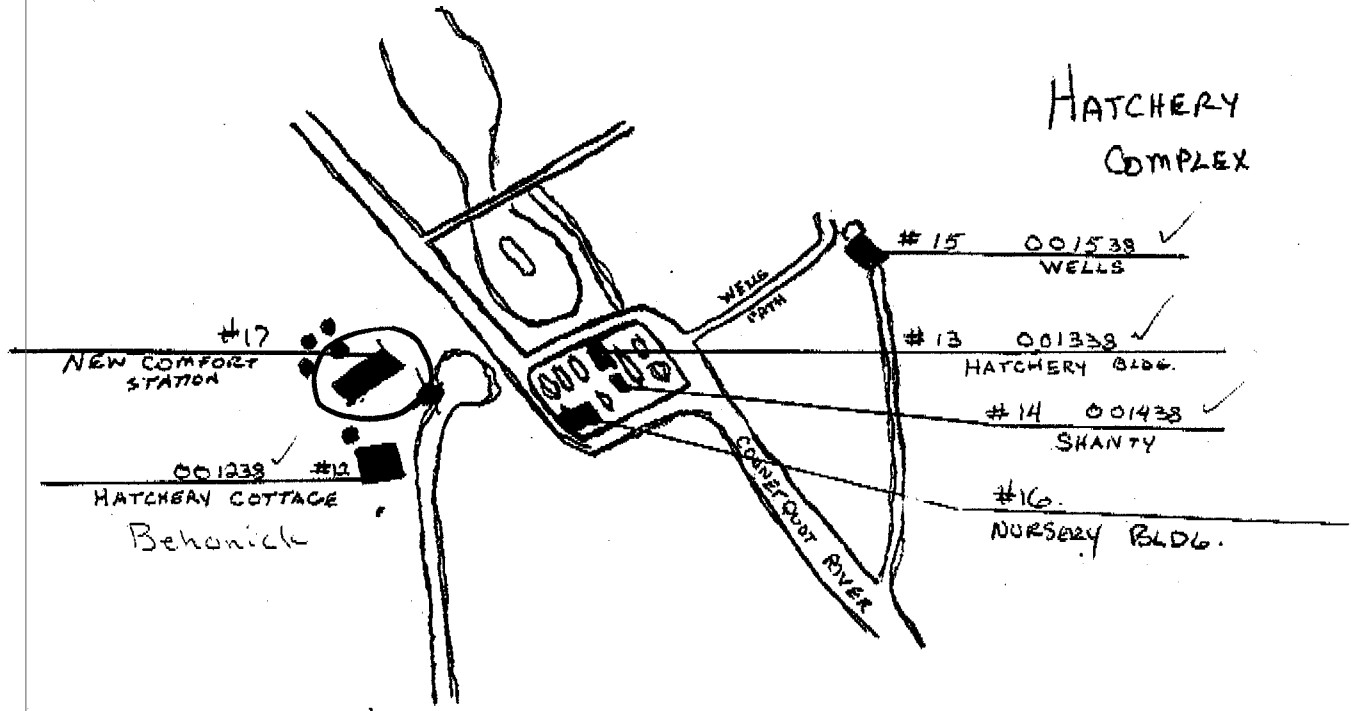 HATCHERY
COMPLEX
#15 001538 ✓
WELLS
WELLS
PATH
#17
NEW COMFORT
STATION
#13 001338 ✓
HATCHERY BLDG.
#14 001438 ✓
SHANTY
001238 ✓ #12
HATCHERY COTTAGE
Behonick
CONNETQUOT RIVER
#16.
NURSERY BLDG.